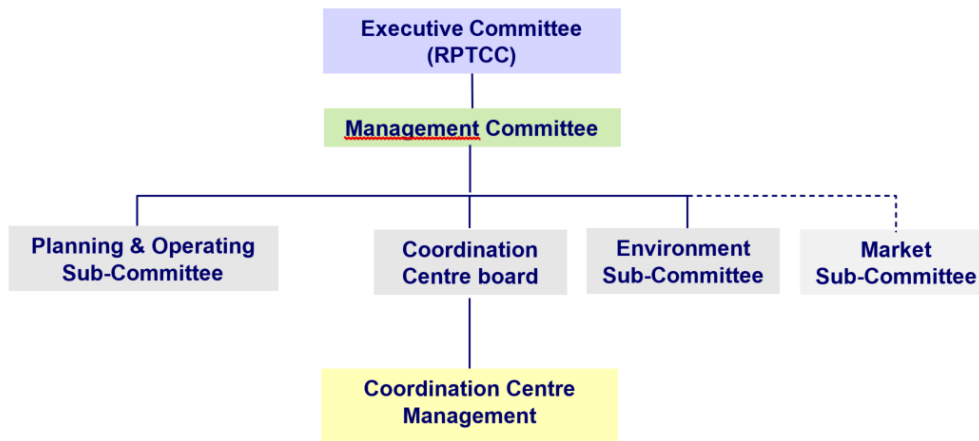 Executive Committee
(RPTCC)
Management Committee
Planning & Operating
Sub-Committee
Coordination
Centre board
Environment
Sub-Committee
Market
Sub-Committee
Coordination Centre
Management